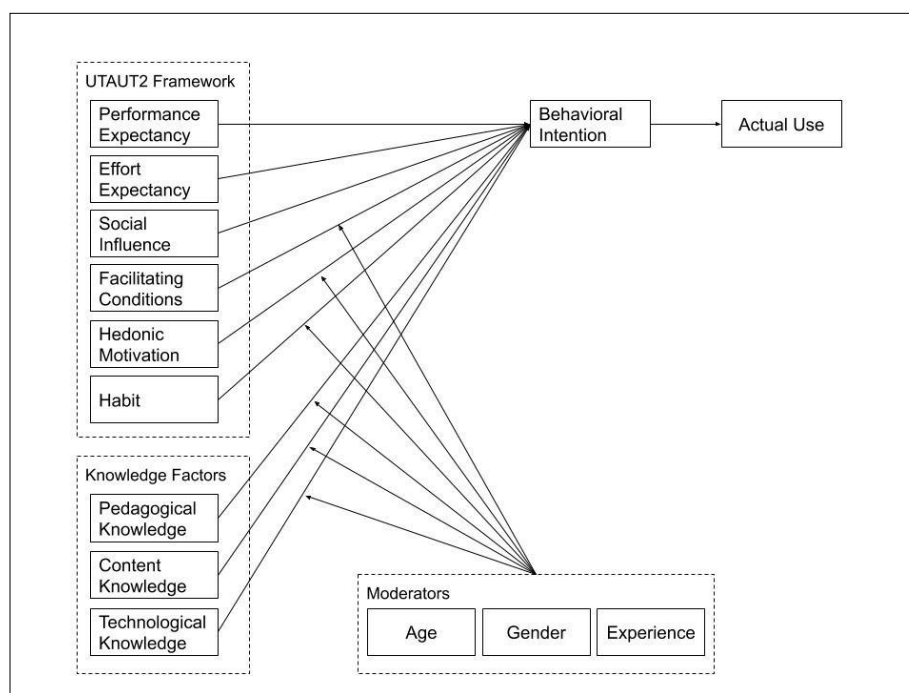 UTAUT2 Framework
Performance
Expectancy
Effort
Expectancy
Social
Influence
Facilitating
Conditions
Hedonic
Motivation
Habit
Knowledge Factors
Pedagogical
Knowledge
Content
Knowledge
Technological
Knowledge
Behavioral
Intention
Actual Use
Moderators
Age
Gender
Experience